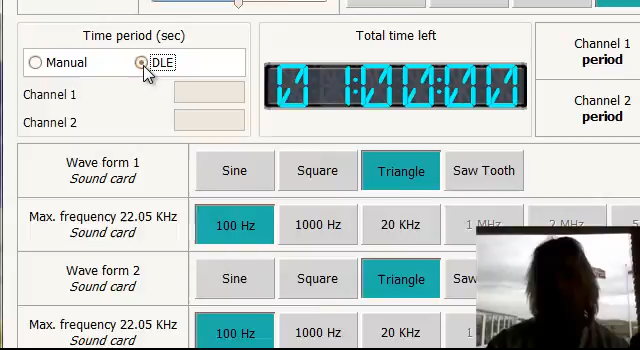 Time period (sec)
Manual
DLE
Channel 1
Channel 2
Total time left
01:00:00
Channel 1
period
Channel 2
period
Wave form 1
Sound card
Sine
Square
Triangle
Saw Tooth
Max. frequency 22.05 KHz
Sound card
100 Hz
1000 Hz
20 KHz
1 MHz
2 MHz
5
Wave form 2
Sound card
Sine
Square
Triangle
Saw
Max. frequency 22.05 KHz
Sound card
100 Hz
1000 Hz
20 KHz